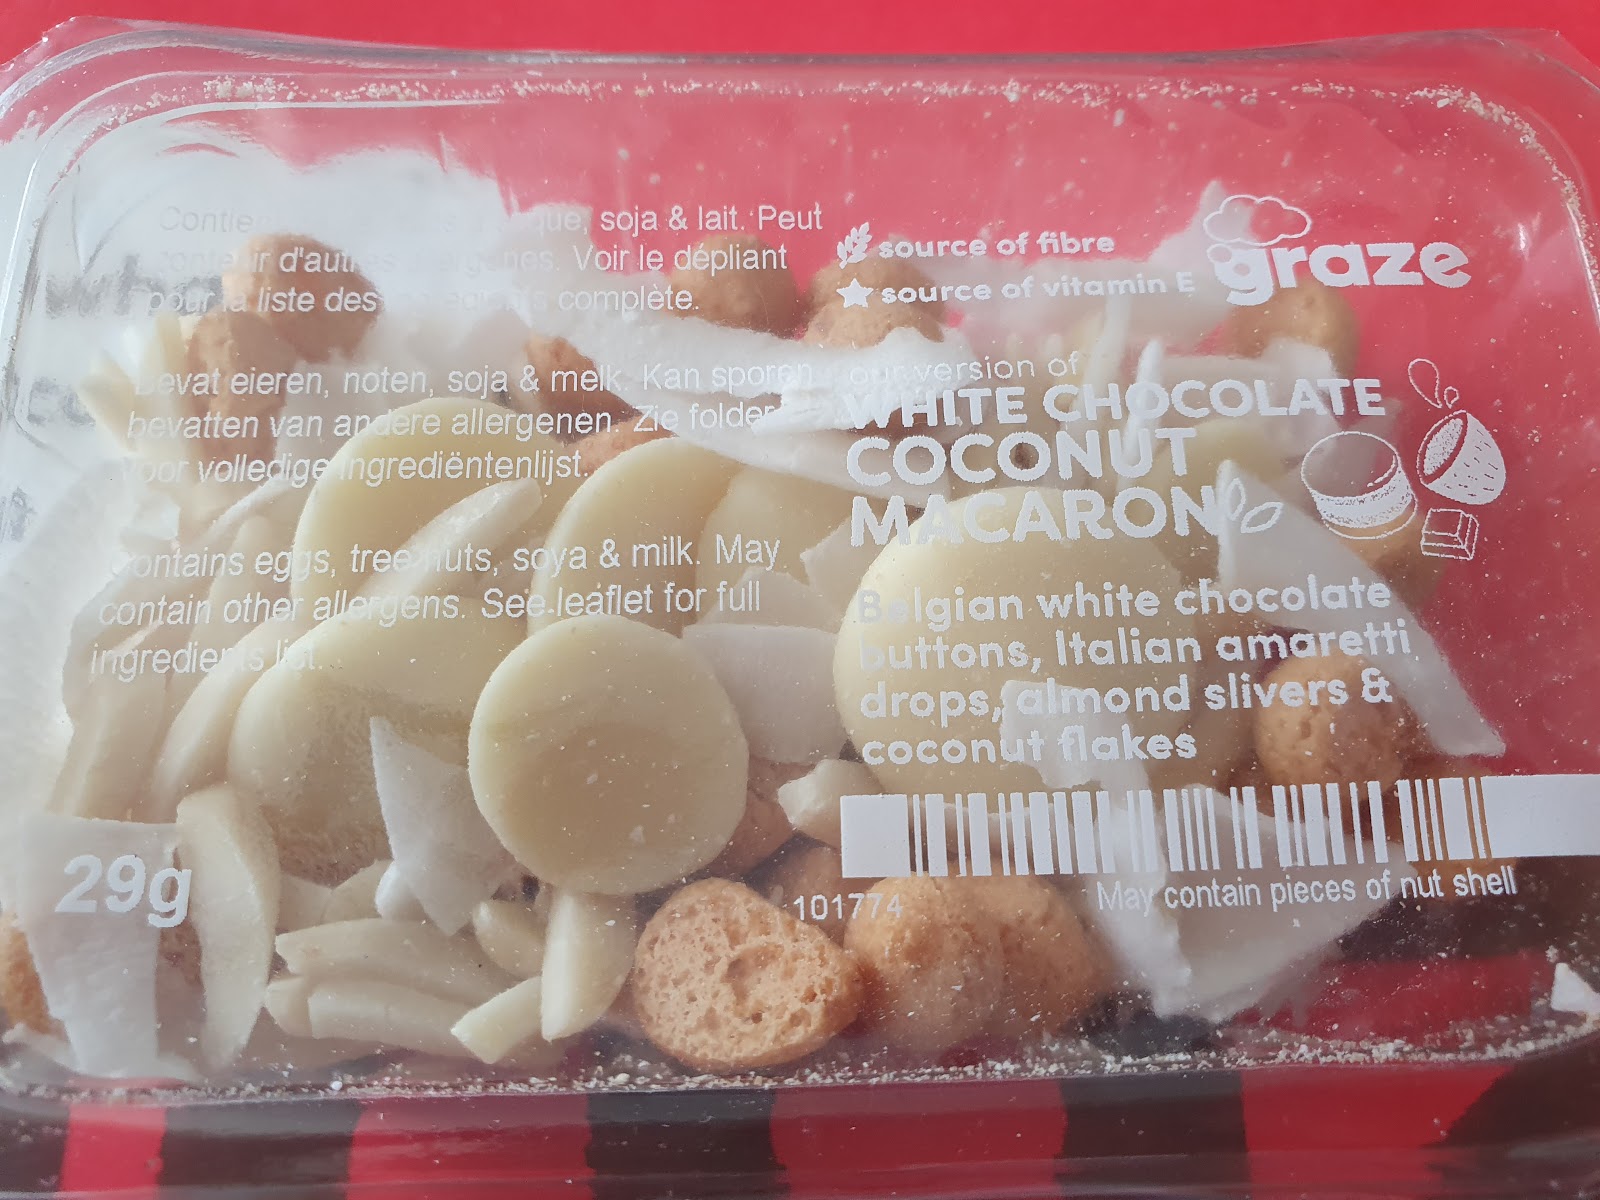 soja & lait. Peut
d'autres Voir le dépliant
pour la liste des complète.
Bevat eieren, noten, soja & melk. Kan sporen
bevatten van andere allergenen. Zie folder
voor volledige ingrediëntenlijst.
Contains eggs, tree nuts, soya & milk. May
contain other allergens. See leaflet for full
ingredients list.
29g
source of fibre
source of vitamin E
graze
our version of
WHITE CHOCOLATE
COCONUT
MACARON
Belgian white chocolate
buttons, Italian amaretti
drops, almond slivers &
coconut flakes
101774
May contain pieces of nut shell